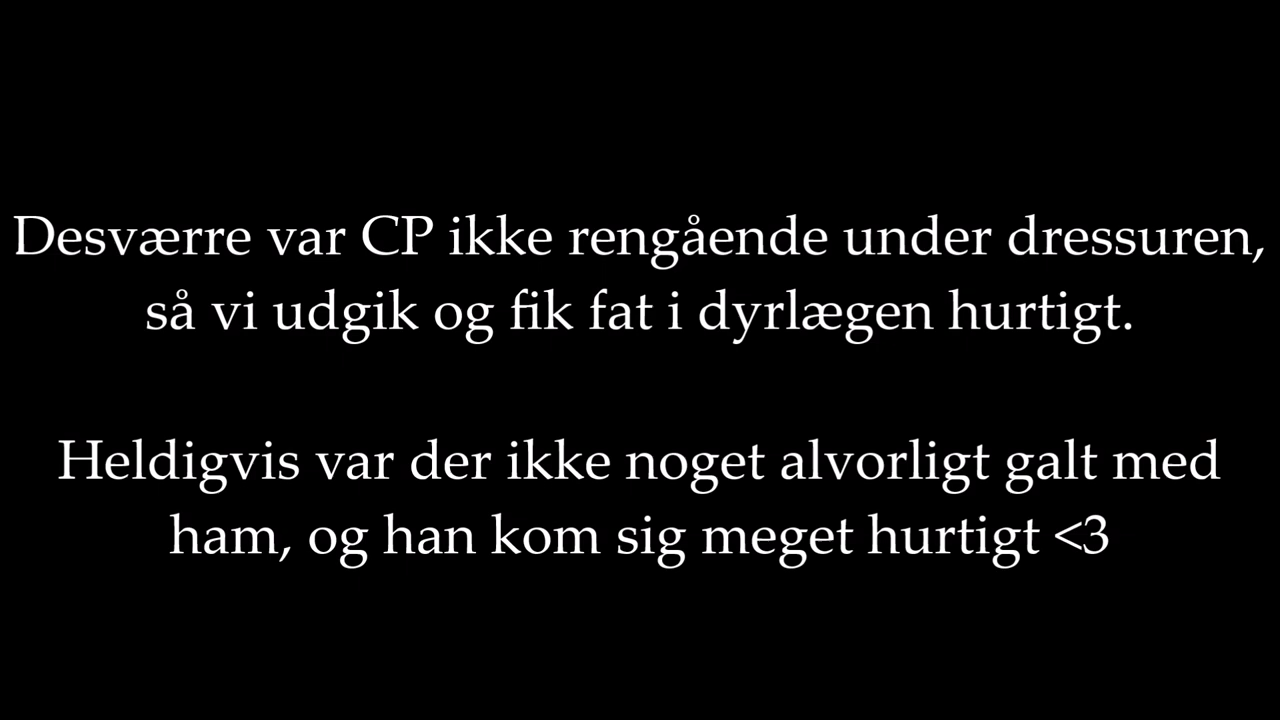 Desværre var CP ikke rengående under dressuren,
så vi udgik og fik fat i dyrlægen hurtigt.
Heldigvis var der ikke noget alvorligt galt med
ham, og han kom sig meget hurtigt <3